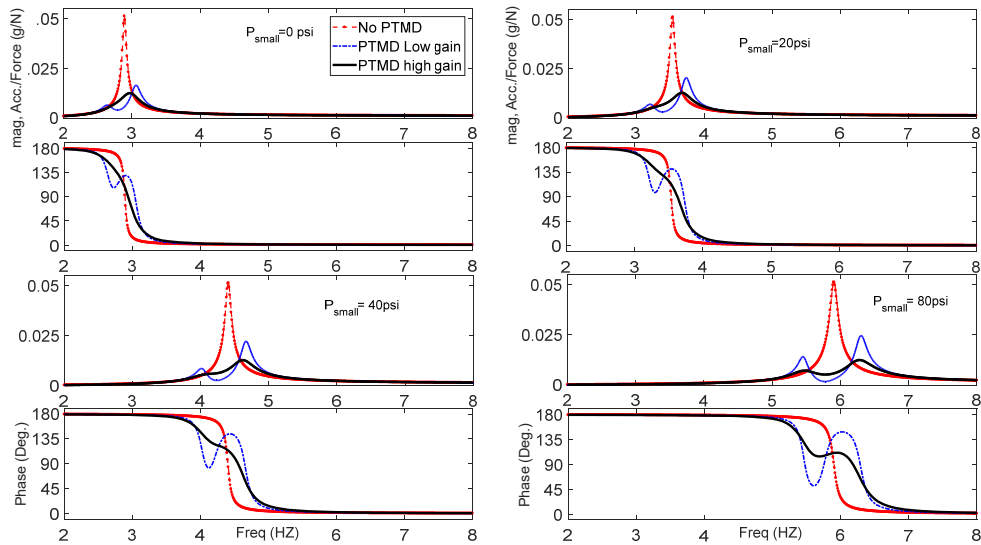 mag, Acc./Force (g/N)
.05
0.025
0
P_small=0 psi
No PTMD
PTMD Low gain
PTMD high gain
2 3 4 5 6 7 8
180
135
90
45
0
2 3 4 5 6 7 8
mag, Acc./Force (g/N)
.05
0.025
0
P_small=20psi
2 3 4 5 6 7 8
180
135
90
45
0
2 3 4 5 6 7 8
0.05
0.025
0
P_small= 40psi
2 3 4 5 6 7 8
Phase (Deg.)
180
135
90
45
0
2 3 4 5 6 7 8
Freq (HZ)
0.05
0.025
0
P_small= 80psi
2 3 4 5 6 7 8
Phase (Deg.)
180
135
90
45
0
2 3 4 5 6 7 8
Freq (HZ)